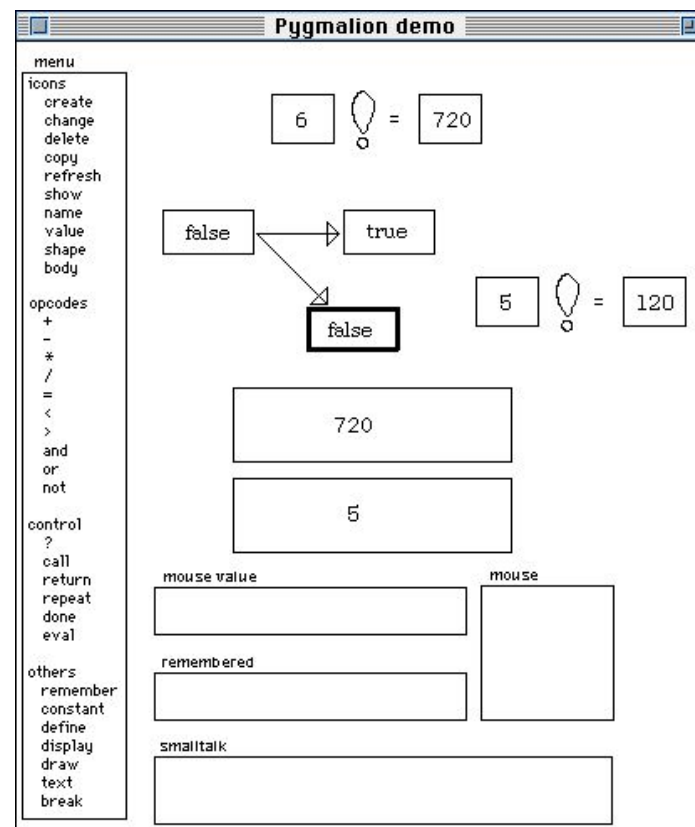 Pygmalion demo
menu
icons
create
change
delete
copy
refresh
show
name
value
shape
body
opcodes
+
-
*
/
=
<
>
and
or
not
control
?
call
return
repeat
done
eval
others
remember
constant
define
display
draw
text
break
6 ! = 720
false true
false
5 ! = 120
720
5
mouse value
mouse
remembered
smalltalk